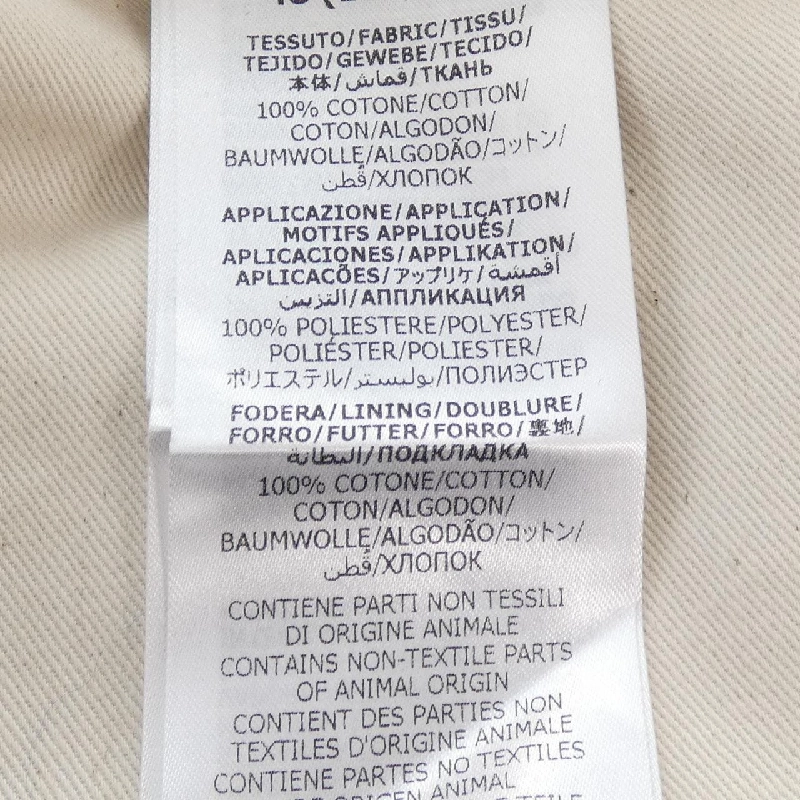 TESSUTO/FABRIC/TISSU/
TEJIDO/GEWEBE/TECIDO/
本体/قماش/ТКАНЬ
100% COTONE/COTTON/
COTON/ALGODON/
BAUMWOLLE/ALGODÃO/コットン/
قُطن/ХЛОПОК
APPLICAZIONE/APPLICATION/
MOTIFS APPLIQUÉS/
APLICACIONES/APPLIKATION/
APLICACÕES/アップリケ/أقمشة
التزيين/АППЛИКАЦИЯ
100% POLIESTERE/POLYESTER/
POLIÉSTER/POLIESTER/
ポリエステル/بوليستر/ПОЛИЭСТЕР
FODERA/LINING/DOUBLURE/
FORRO/FUTTER/FORRO/裏地/
البطانة/ПОДКЛАДКА
100% COTONE/COTTON/
COTON/ALGODON/
BAUMWOLLE/ALGODÃO/コットン/
قُطن/ХЛОПОК
CONTIENE PARTI NON TESSILI
DI ORIGINE ANIMALE
CONTAINS NON-TEXTILE PARTS
OF ANIMAL ORIGIN
CONTIENT DES PARTIES NON
TEXTILES D'ORIGINE ANIMALE
CONTIENE PARTES NO TEXTILES
DE ORIGEN ANIMAL